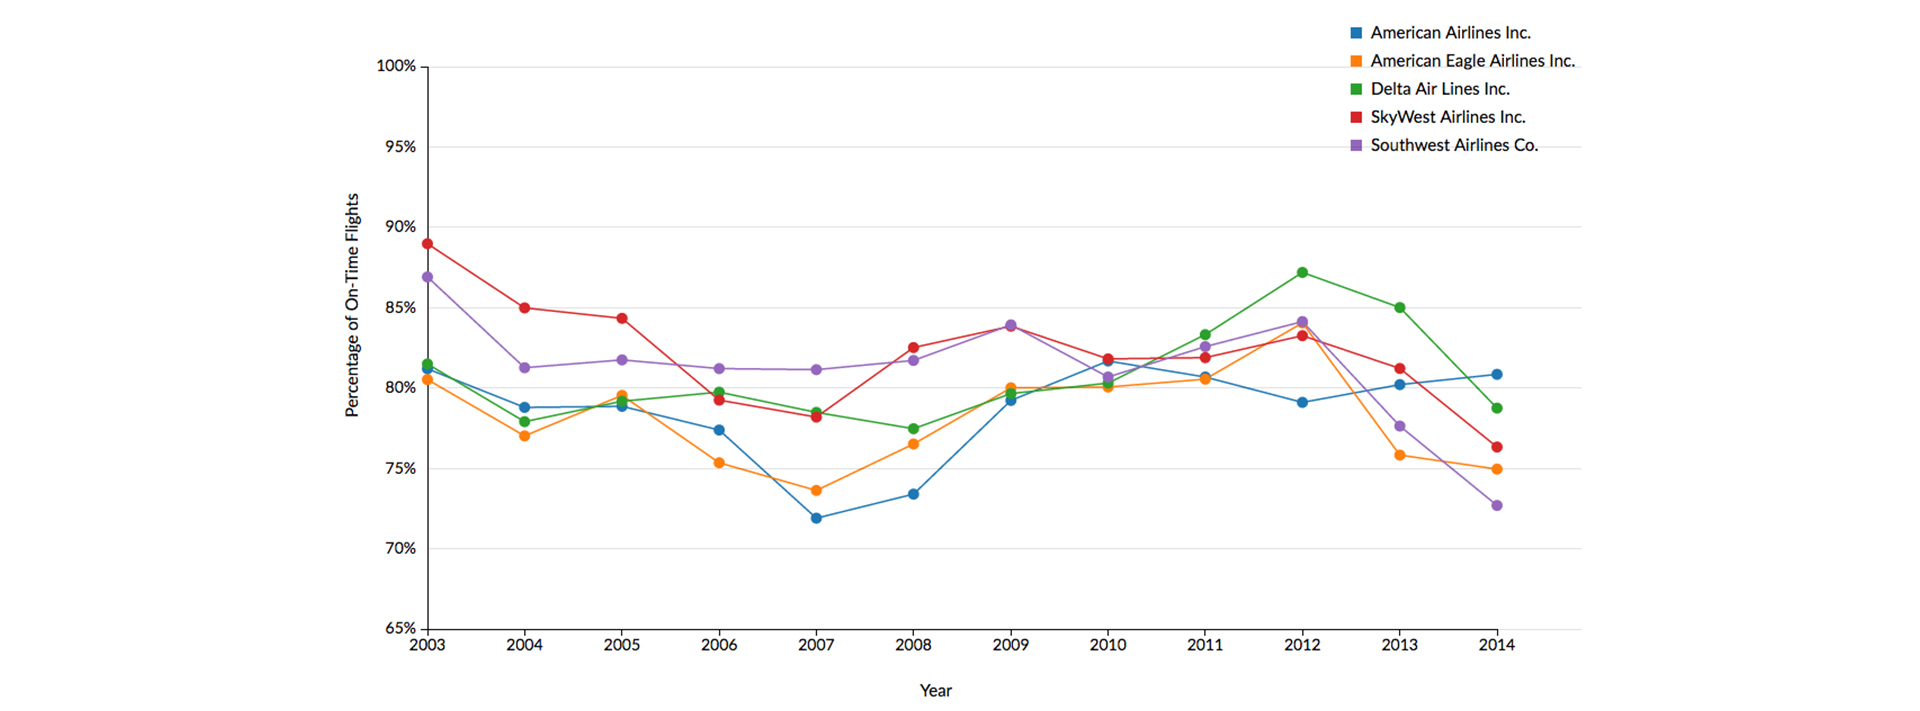 American Airlines Inc.
American Eagle Airlines Inc.
Delta Air Lines Inc.
SkyWest Airlines Inc.
Southwest Airlines Co.
Percentage of On-Time Flights
100%
95%
90%
85%
80%
75%
70%
65%
2003 2004 2005 2006 2007 2008 2009 2010 2011 2012 2013 2014
Year